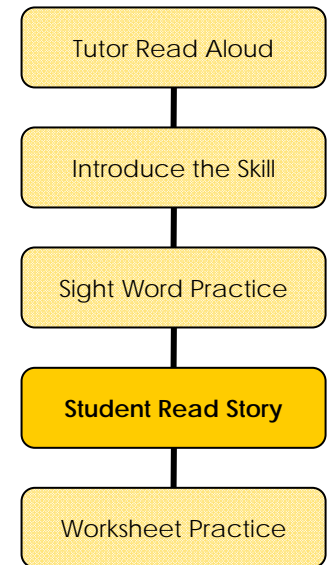 Tutor Read Aloud
Introduce the Skill
Sight Word Practice
Student Read Story
Worksheet Practice